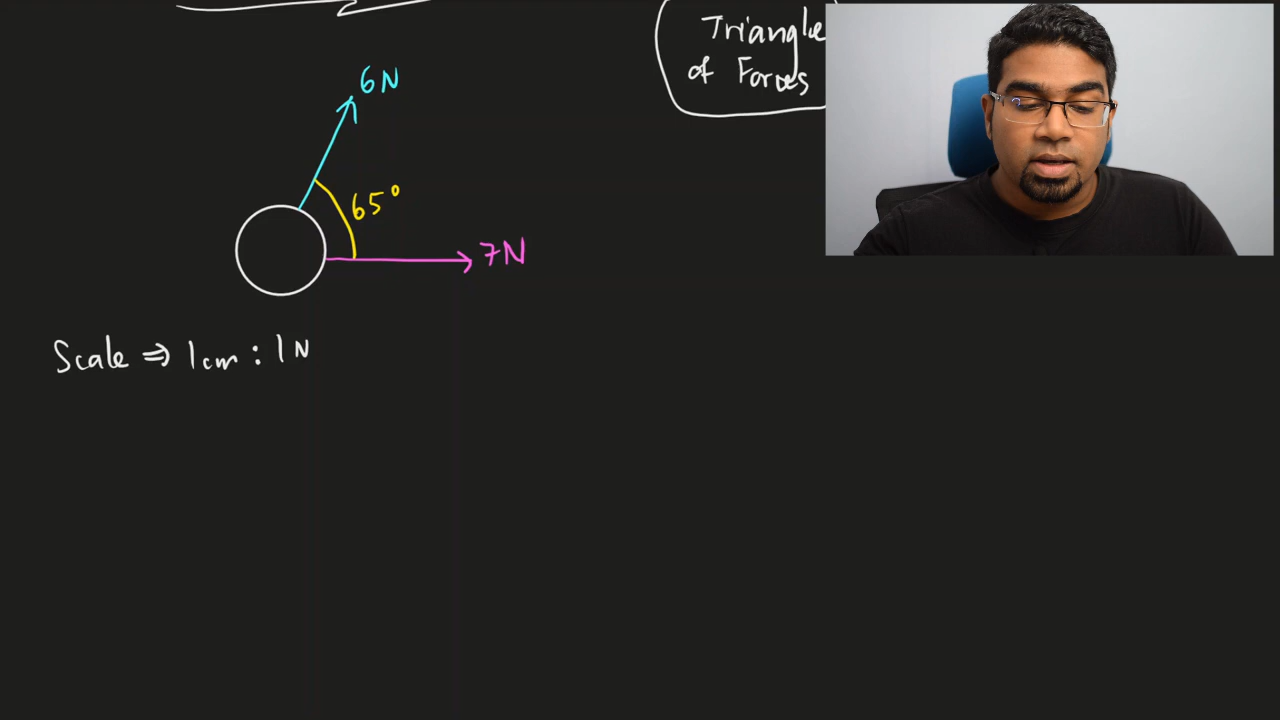 Triangle
of Forces
6N
65°
7N
Scale ⇒ 1cm : 1N